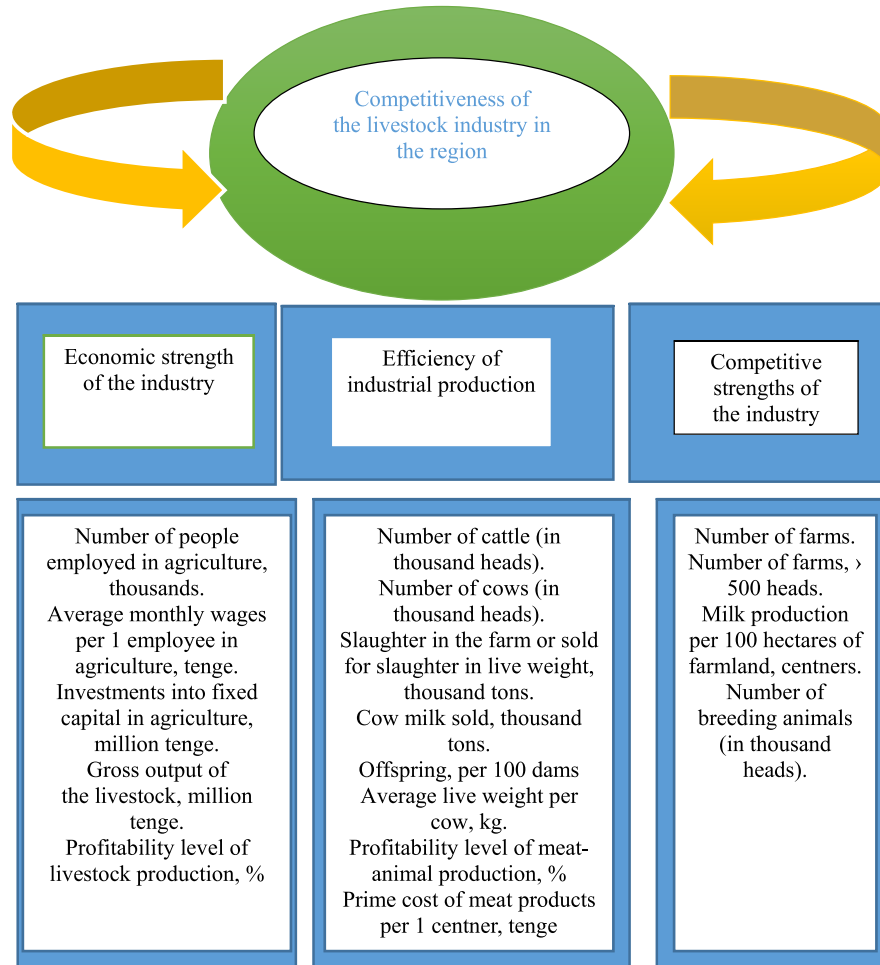 Competitiveness of
the livestock industry in
the region
Economic strength
of the industry
Efficiency of
industrial production
Competitive
strengths of
the industry
Number of people
employed in agriculture,
thousands.
Average monthly wages
per 1 employee in
agriculture, tenge.
Investments into fixed
capital in agriculture,
million tenge.
Gross output of
the livestock, million
tenge.
Profitability level of
livestock production, %
Number of cattle (in
thousand heads).
Number of cows (in
thousand heads).
Slaughter in the farm or sold
for slaughter in live weight,
thousand tons.
Cow milk sold, thousand
tons.
Offspring, per 100 dams
Average live weight per
cow, kg.
Profitability level of meat-
animal production, %
Prime cost of meat products
per 1 centner, tenge
Number of farms.
Number of farms, ›
500 heads.
Milk production
per 100 hectares of
farmland, centners.
Number of
breeding animals
(in thousand
heads).